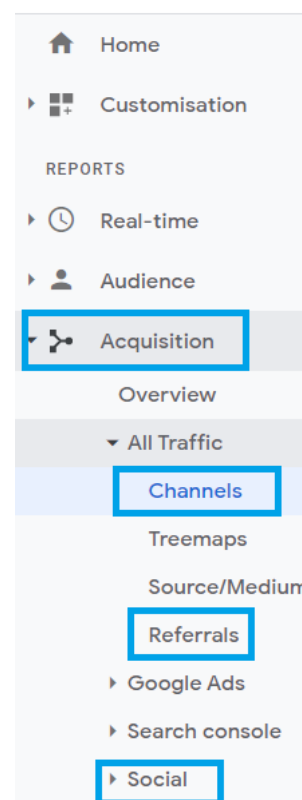 Home
Customisation
REPORTS
Real-time
Audience
Acquisition
Overview
All Traffic
Channels
Treemaps
Source/Medium
Referrals
Google Ads
Search console
Social